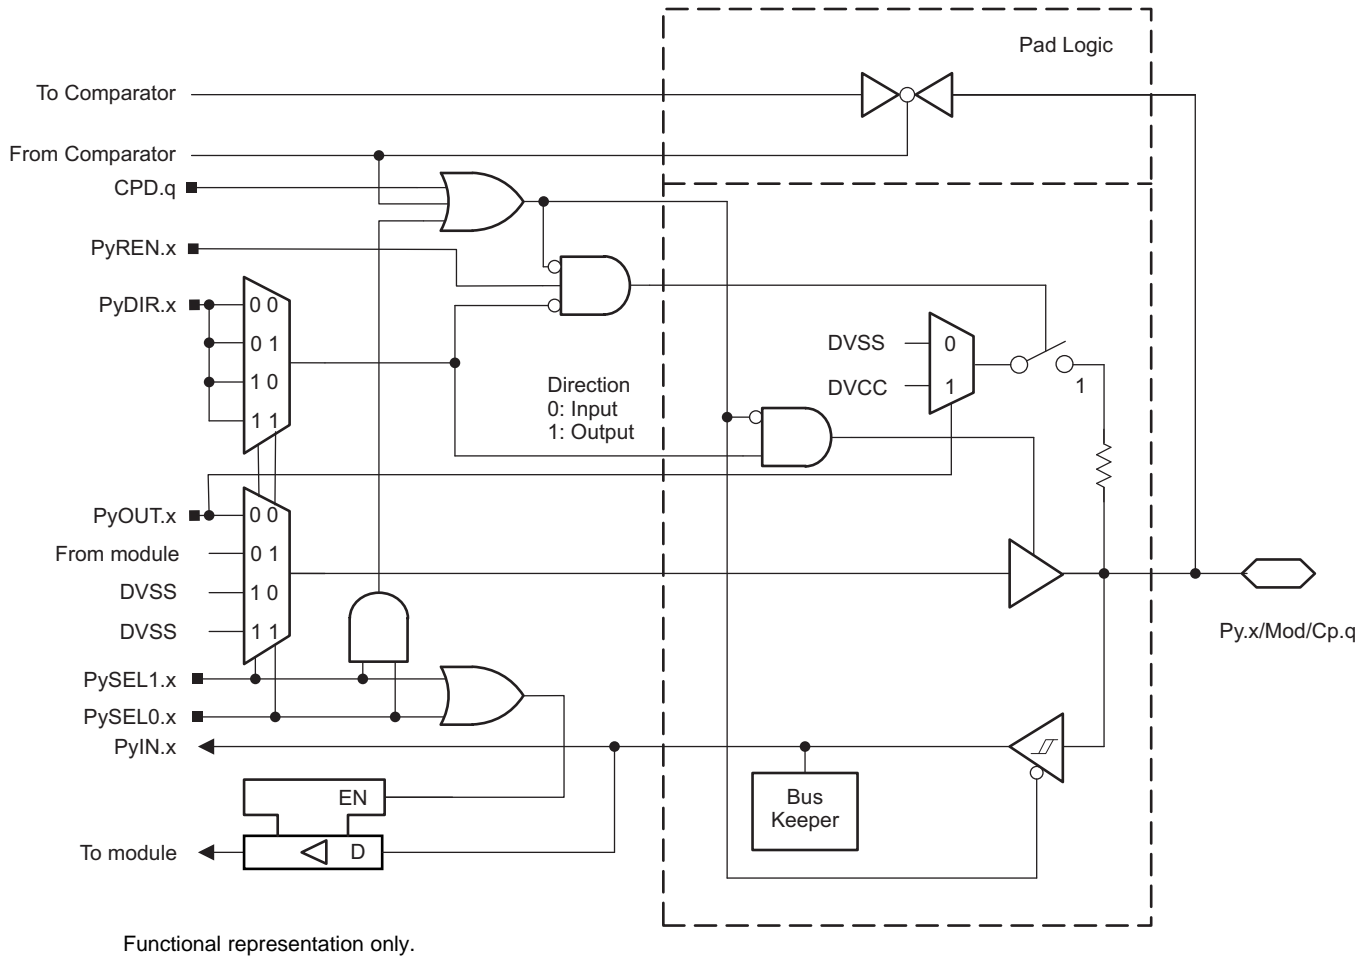 Pad Logic
To Comparator
From Comparator
CPD.q
PyREN.x
PyDIR.x
0 0
0 1
1 0
1 1
Direction
0: Input
1: Output
DVSS
0
DVCC
1
1
PyOUT.x
0 0
From module
0 1
DVSS
1 0
DVSS
1 1
Py.x/Mod/Cp.q
PySEL1.x
PySEL0.x
PyIN.x
Bus
Keeper
EN
To module
D
Functional representation only.